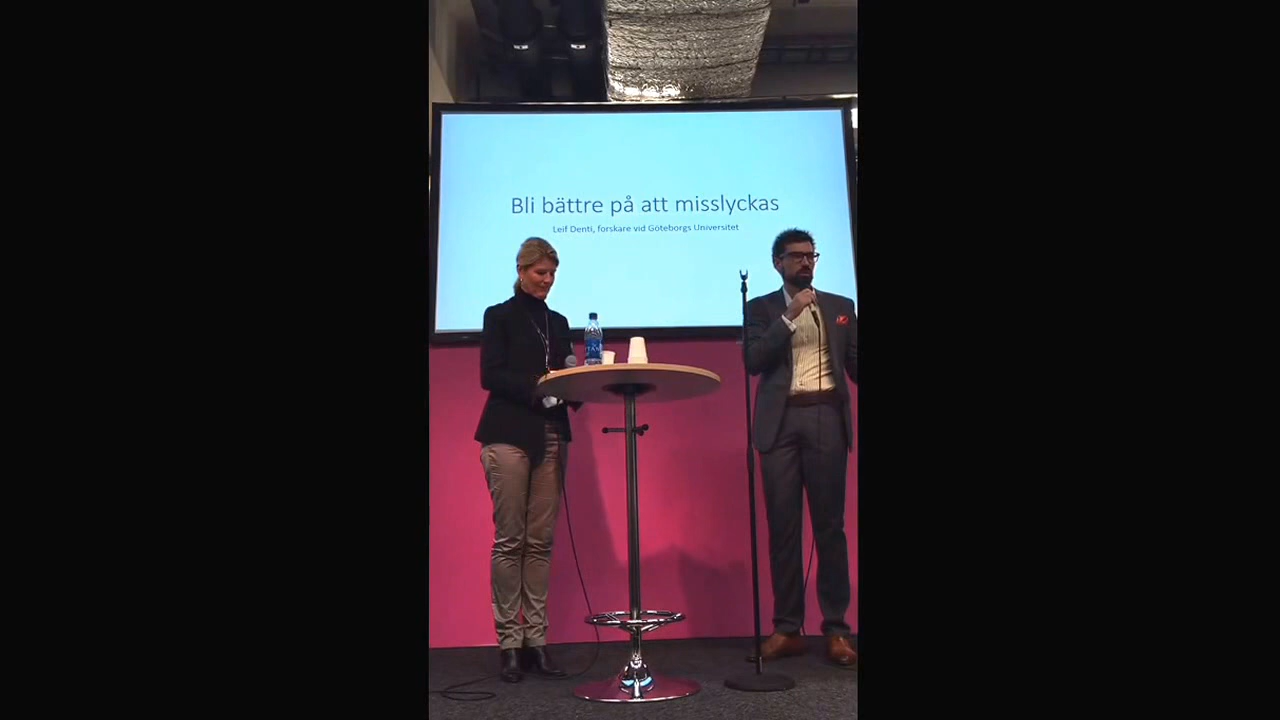 Bli bättre på att misslyckas
Leif Denti, forskare vid Göteborgs Universitet